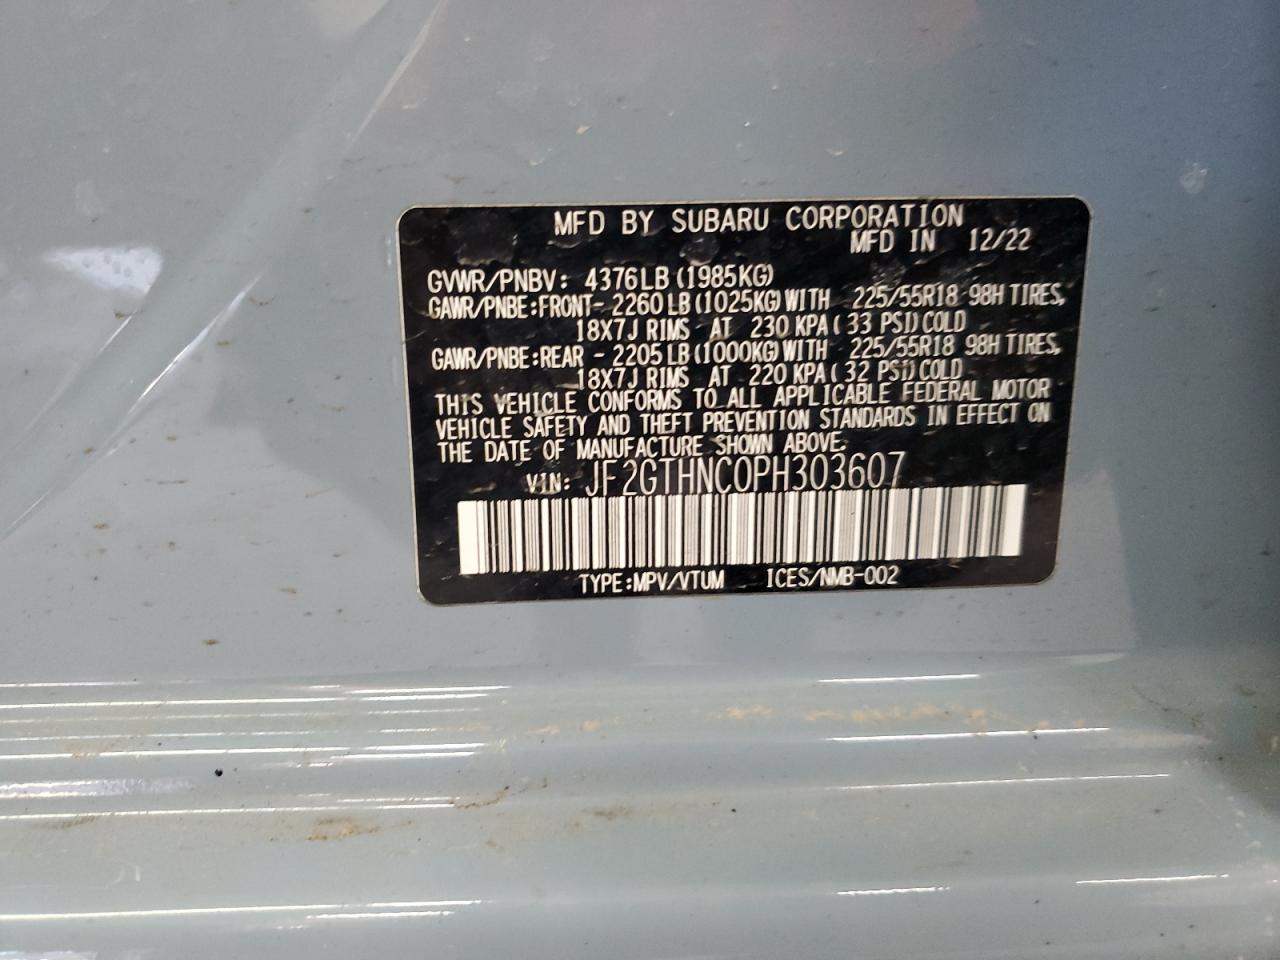 MFD BY SUBARU CORPORATION
MFD IN 12/22
GVWR/PNBV: 4376LB (1985KG)
GAWR/PNBE:FRONT- 2260 LB (1025KG) WITH 225/55R18 98H TIRES,
18X7J RIMS AT 230 KPA ( 33 PSI) COLD
GAWR/PNBE:REAR - 2205 LB (1000KG) WITH 225/55R18 98H TIRES,
18X7J RIMS AT 220 KPA ( 32 PSI) COLD
THIS VEHICLE CONFORMS TO ALL APPLICABLE FEDERAL MOTOR
VEHICLE SAFETY AND THEFT PREVENTION STANDARDS IN EFFECT ON
THE DATE OF MANUFACTURE SHOWN ABOVE.
VIN: JF2GTHNC0PH303607
TYPE:MPV/VTUM ICES/NMB-002